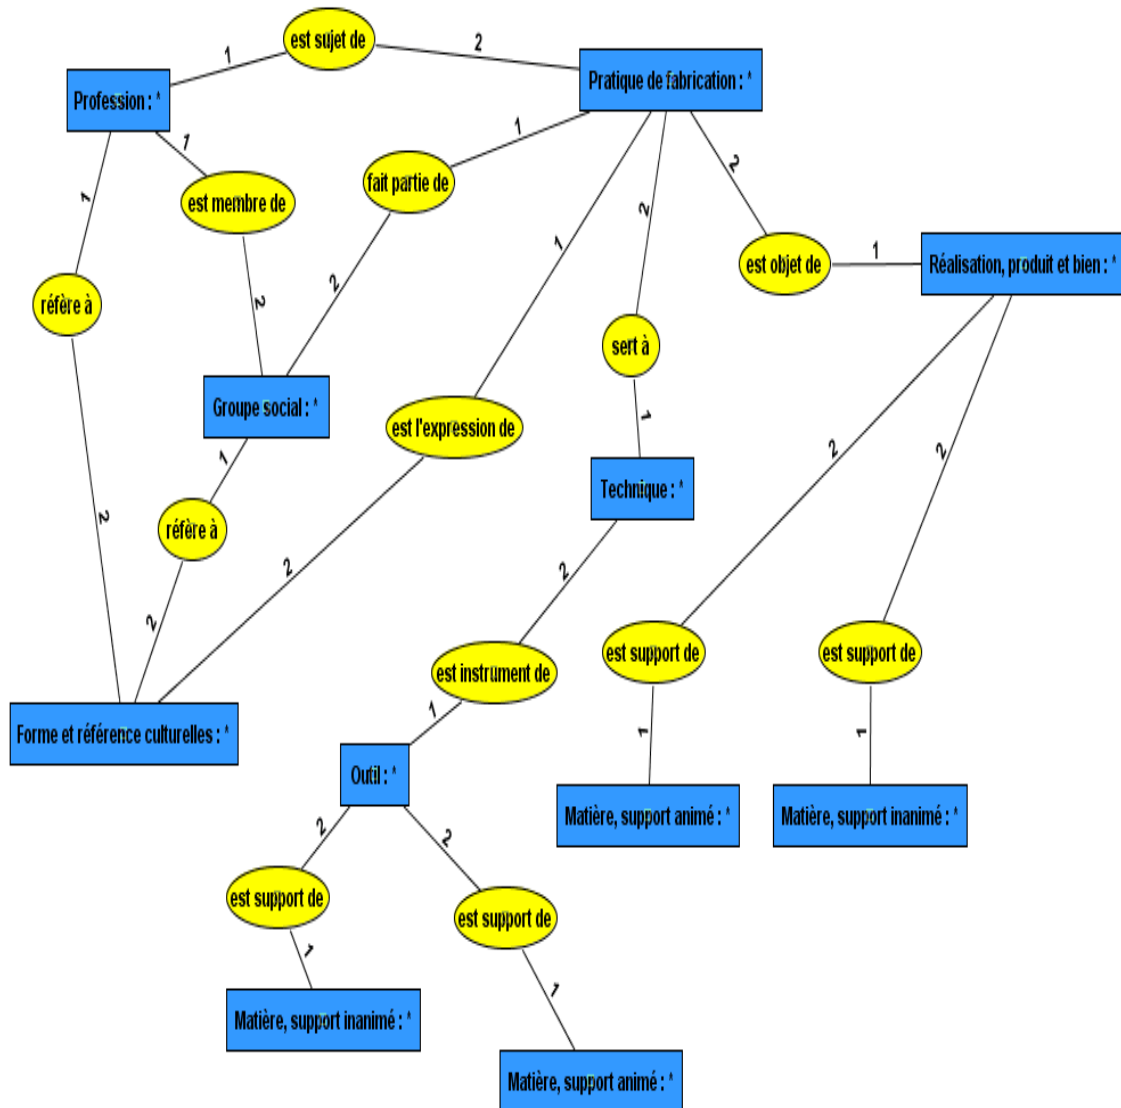 est sujet de
1
2
Profession : *
Pratique de fabrication : *
1
1
fait partie de
2
1
est membre de
2
1
2
1
est objet de
1
Réalisation, produit et bien : *
réfère à
2
2
sert à
Groupe social : *
est l'expression de
1
1
2
2
Technique : *
2
réfère à
2
2
2
est instrument de
est support de
est support de
1
1
1
Forme et référence culturelles : *
Outil : *
Matière, support animé : *
Matière, support inanimé : *
2
2
est support de
est support de
1
1
Matière, support inanimé : *
Matière, support animé : *